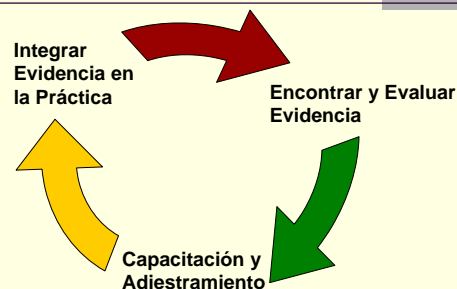 Integrar
Evidencia en
la Práctica
Encontrar y Evaluar
Evidencia
Capacitación y
Adiestramiento